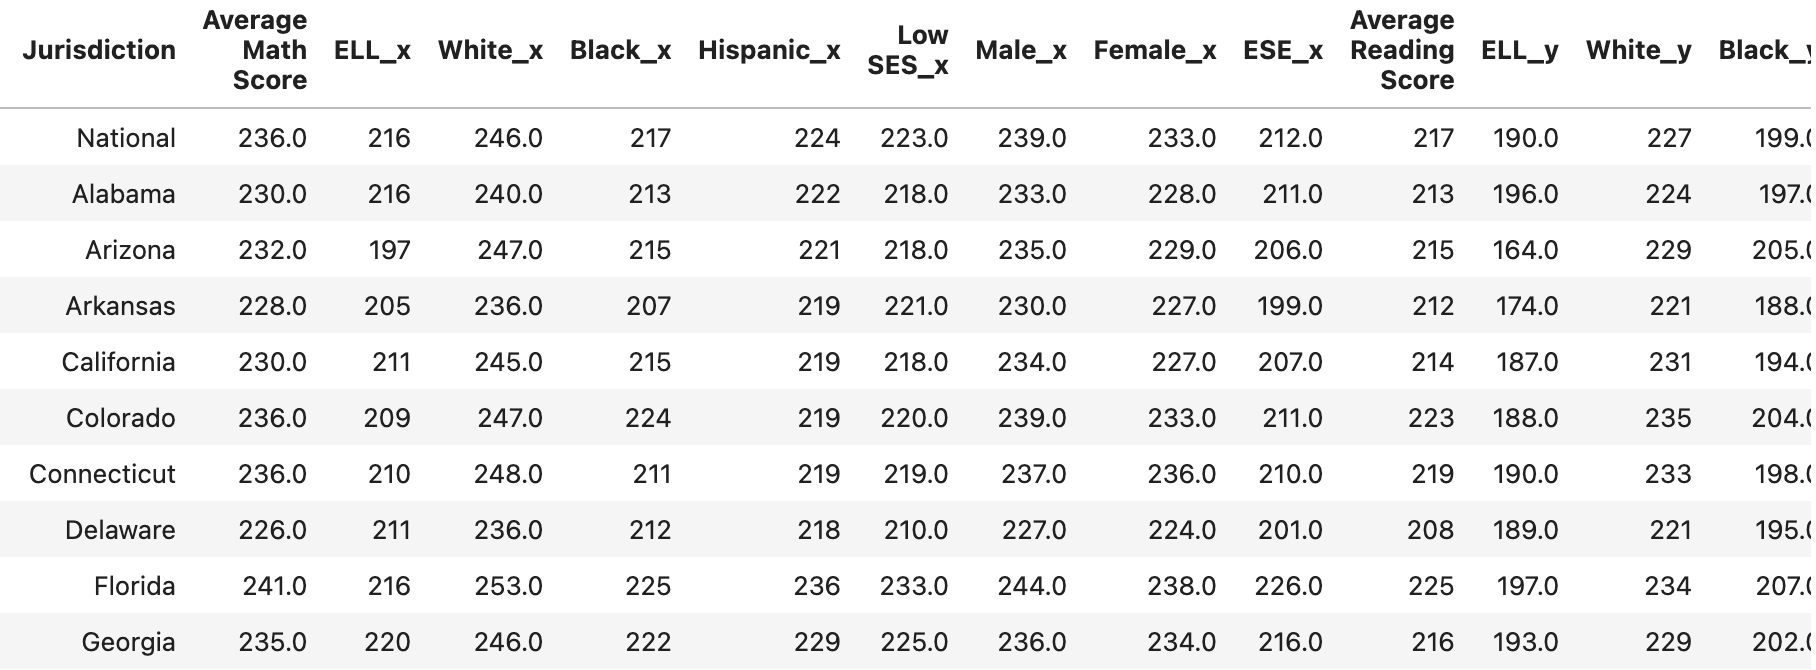 Jurisdiction Average Math Score ELL_x White_x Black_x Hispanic_x Low SES_x Male_x Female_x ESE_x Average Reading Score ELL_y White_y Black_y
National 236.0 216 246.0 217 224 223.0 239.0 233.0 212.0 217 190.0 227 199.0
Alabama 230.0 216 240.0 213 222 218.0 233.0 228.0 211.0 213 196.0 224 197.0
Arizona 232.0 197 247.0 215 221 218.0 235.0 229.0 206.0 215 164.0 229 205.0
Arkansas 228.0 205 236.0 207 219 221.0 230.0 227.0 199.0 212 174.0 221 188.0
California 230.0 211 245.0 215 219 218.0 234.0 227.0 207.0 214 187.0 231 194.0
Colorado 236.0 209 247.0 224 219 220.0 239.0 233.0 211.0 223 188.0 235 204.0
Connecticut 236.0 210 248.0 211 219 219.0 237.0 236.0 210.0 219 190.0 233 198.0
Delaware 226.0 211 236.0 212 218 210.0 227.0 224.0 201.0 208 189.0 221 195.0
Florida 241.0 216 253.0 225 236 233.0 244.0 238.0 226.0 225 197.0 234 207.0
Georgia 235.0 220 246.0 222 229 225.0 236.0 234.0 216.0 216 193.0 229 202.0